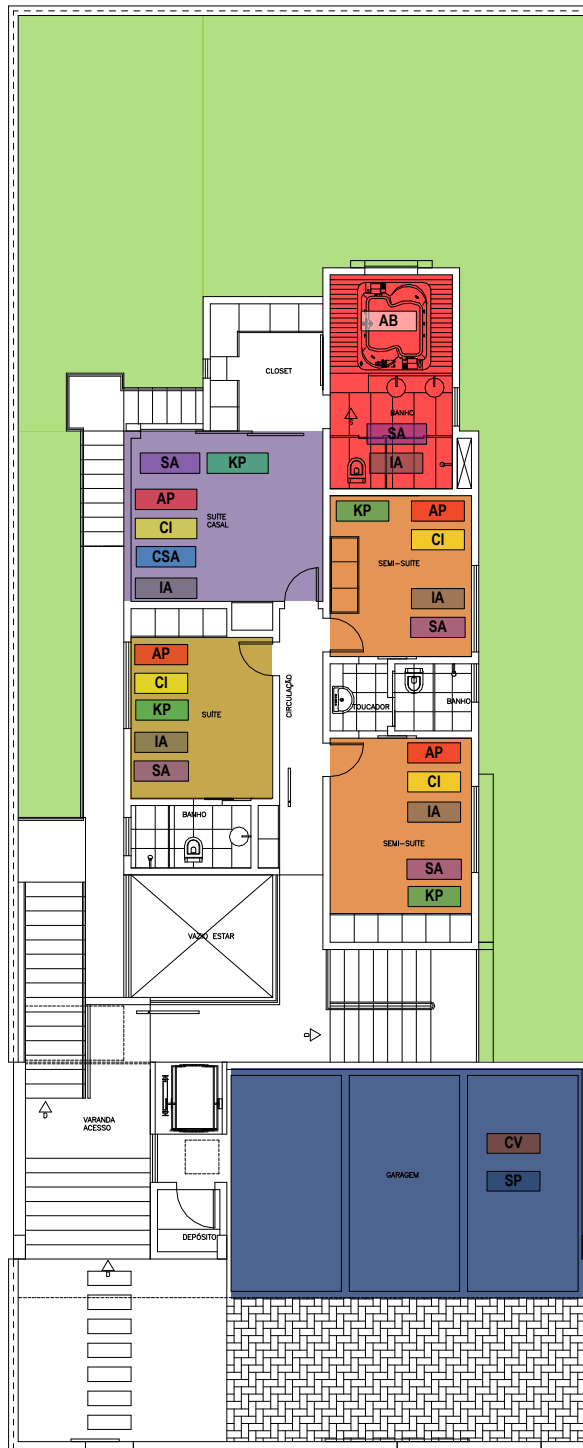 AB
CLOSET
BANHO
S
SA
IA
SA
KP
AP
CI
CSA
IA
SUÍTE
CASAL
KP
AP
CI
SEMI-SUÍTE
IA
SA
AP
CI
KP
IA
SA
SUÍTE
CIRCULAÇÃO
TOUCADOR
BANHO
AP
CI
IA
SEMI-SUÍTE
SA
KP
BANHO
VAZIO ESTAR
D
D
VARANDA
ACESSO
CV
SP
GARAGEM
DEPÓSITO
D